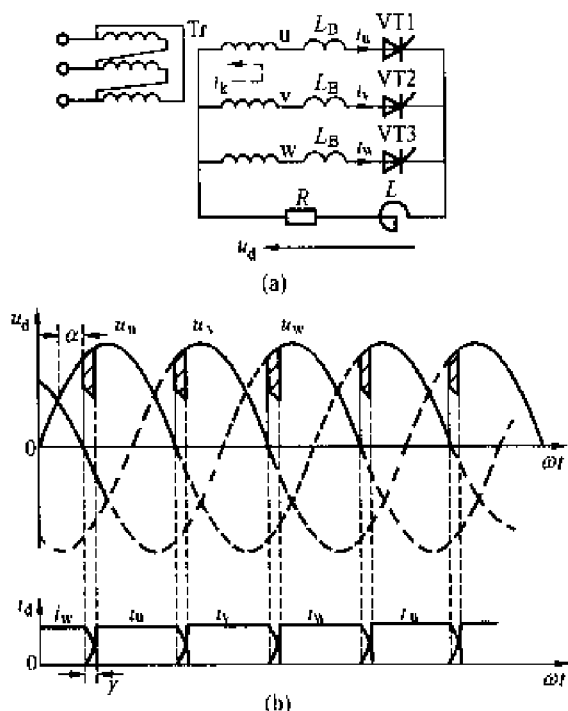 Tr
u L_B i_u VT1
i_k
v L_B i_v VT2
w L_B i_w VT3
R L
u_d
(a)
u_d α u_u u_v u_w
0 ωt
i_d i_w i_u i_v i_w i_u
0 γ ωt
(b)